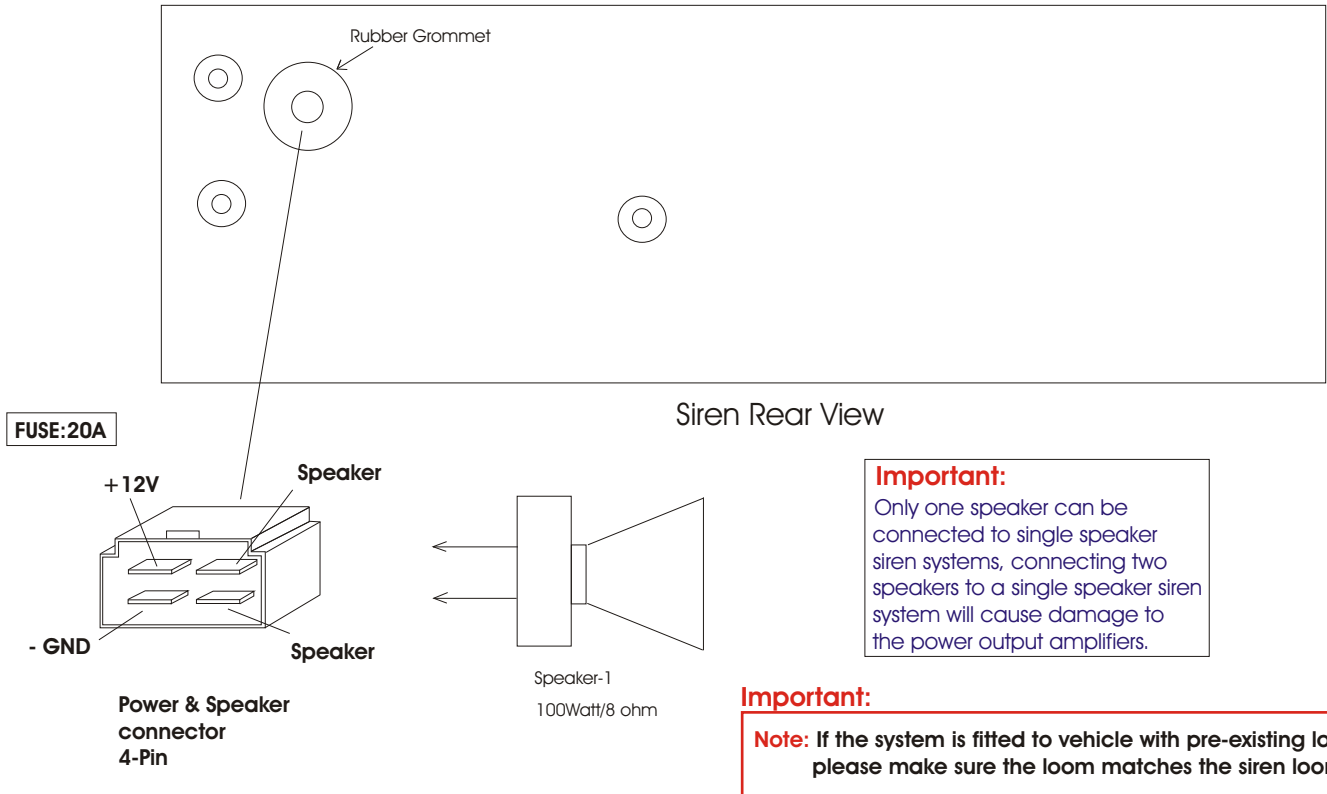 Rubber Grommet
Siren Rear View
FUSE:20A
+12V
Speaker
- GND
Speaker
Power & Speaker
connector
4-Pin
Speaker-1
100Watt/8 ohm
Important:
Only one speaker can be
connected to single speaker
siren systems, connecting two
speakers to a single speaker siren
system will cause damage to
the power output amplifiers.
Important:
Note: If the system is fitted to vehicle with pre-existing
please make sure the loom matches the siren